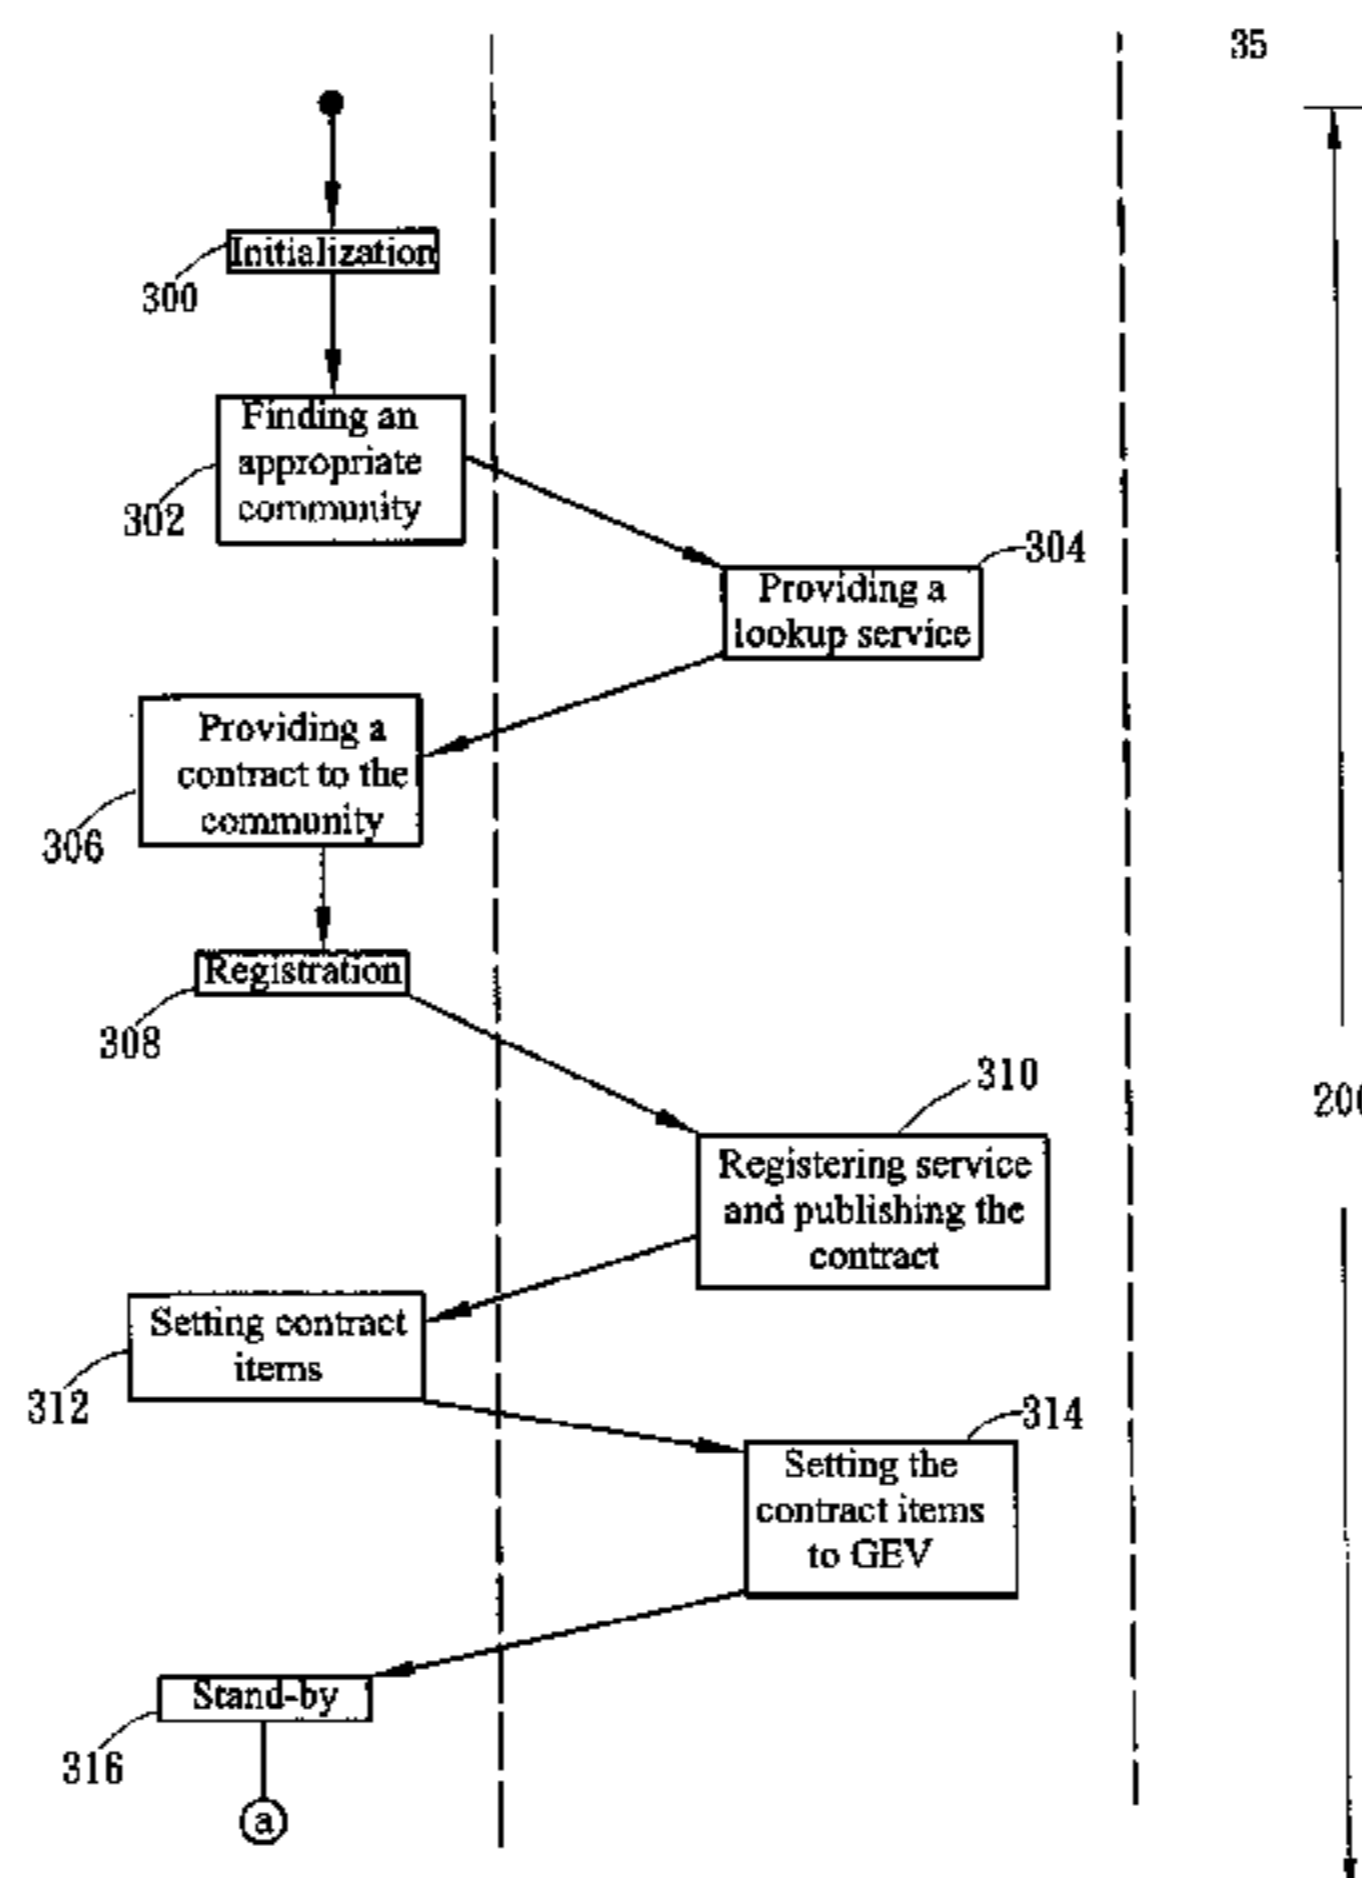 35
Initialization
300
Finding an
appropriate
community
302
304
Providing a
lookup service
Providing a
contract to the
community
306
Registration
308
310
Registering service
and publishing the
contract
Setting contract
items
312
314
Setting the
contract items
to GEV
Stand-by
316
a